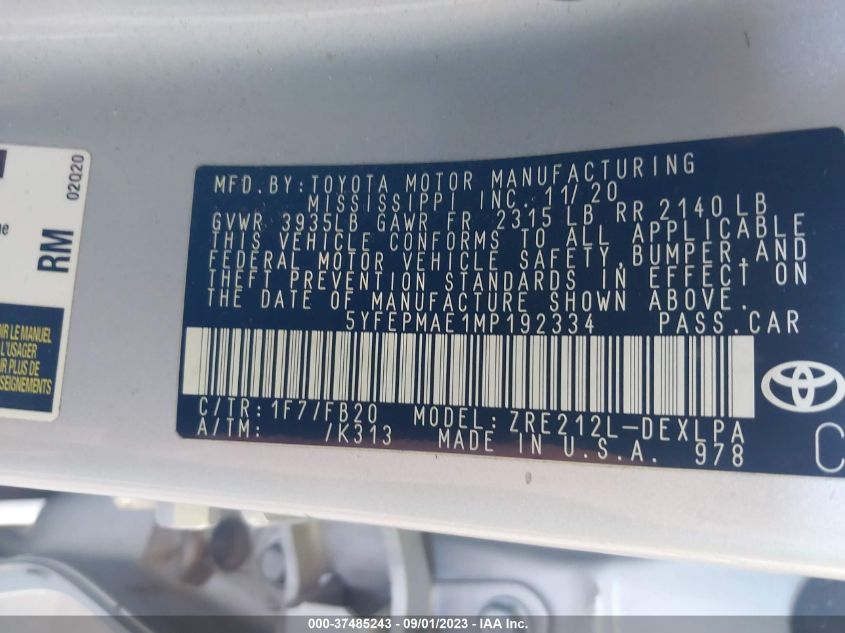 02020
RM
ne
IR LE MANUEL
L'USAGER
IR PLUS DE
SEIGNEMENTS
MFD. BY: TOYOTA MOTOR MANUFACTURING
MISSISSIPPI INC. 11/20
GVWR 3935LB GAWR FR 2315 LB RR 2140 LB
THIS VEHICLE CONFORMS TO ALL APPLICABLE
FEDERAL MOTOR VEHICLE SAFETY,BUMPER,AND
THEFT PREVENTION STANDARDS IN EFFECT ON
THE DATE OF MANUFACTURE SHOWN ABOVE.
5YFEPMAE1MP192334 PASS.CAR
C/TR: 1F7/FB20 MODEL: ZRE212L-DEXLPA
A/TM: /K313 MADE IN U.S.A. 978
C
000-37485243 - 09/01/2023 - © IAA Inc.